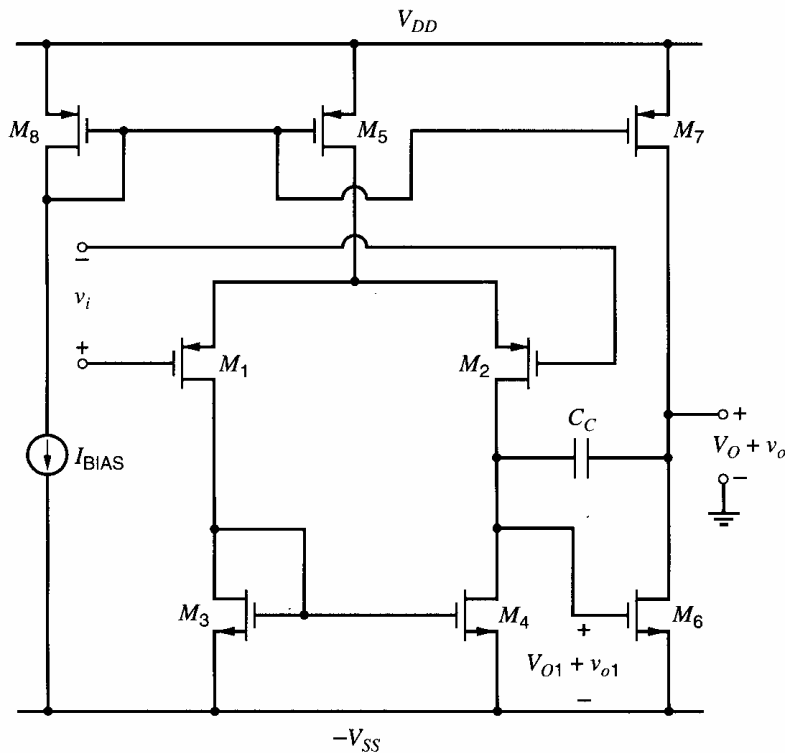 V_DD
M_8
M_5
M_7
−
v_i
+
M_1
M_2
C_C
+
V_O + v_o
−
I_BIAS
M_3
M_4
M_6
+
V_O1 + v_o1
−
−V_SS